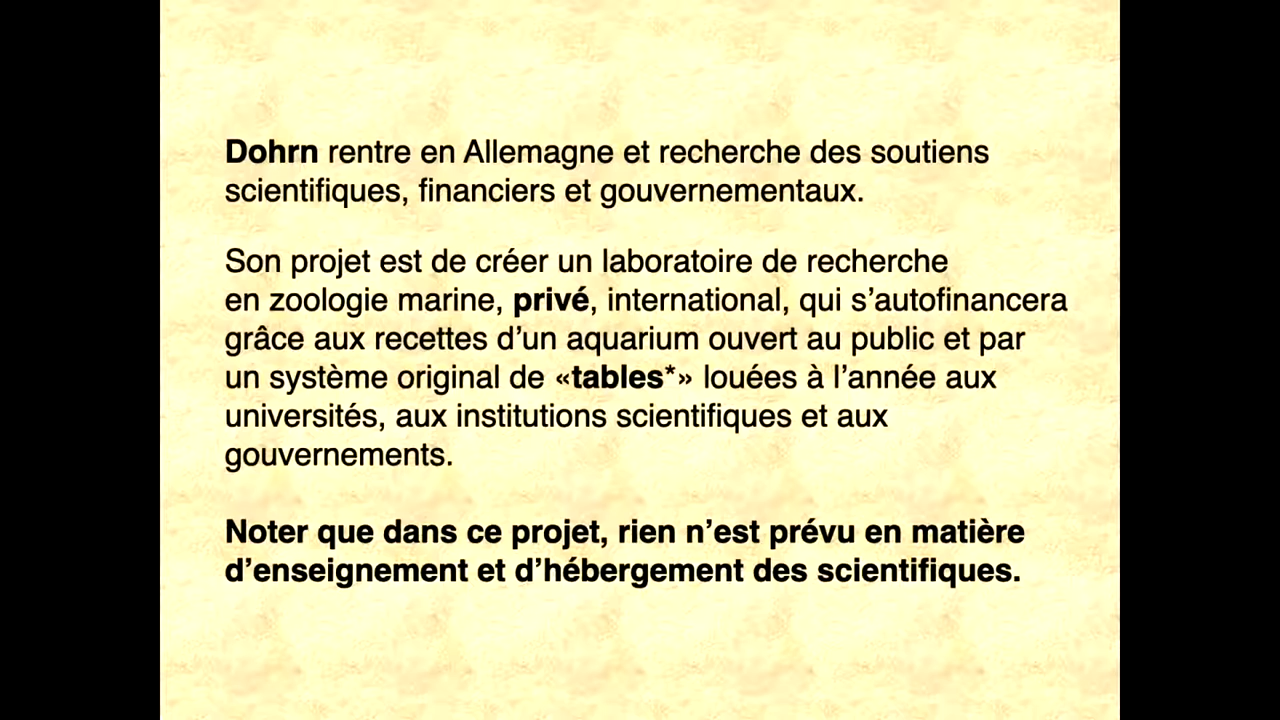 Dohrn rentre en Allemagne et recherche des soutiens
scientifiques, financiers et gouvernementaux.
Son projet est de créer un laboratoire de recherche
en zoologie marine, privé, international, qui s’autofinancera
grâce aux recettes d’un aquarium ouvert au public et par
un système original de «tables*» louées à l’année aux
universités, aux institutions scientifiques et aux
gouvernements.
Noter que dans ce projet, rien n’est prévu en matière
d’enseignement et d’hébergement des scientifiques.